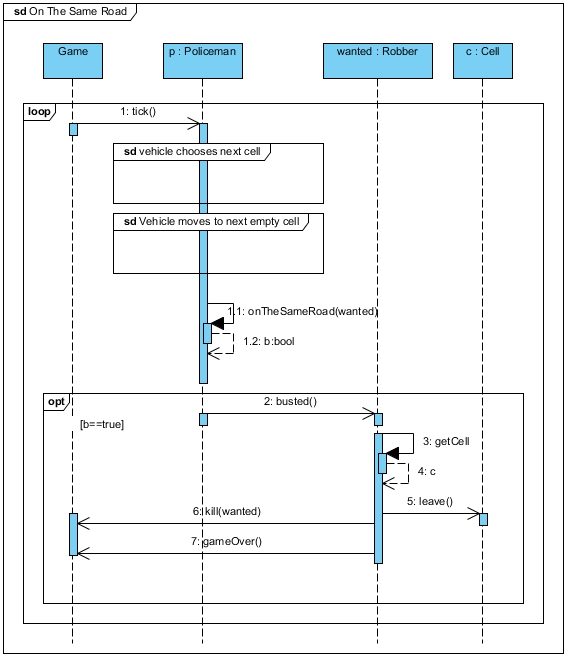 sd On The Same Road
Game
p : Policeman
wanted : Robber
c : Cell
loop
1: tick()
sd vehicle chooses next cell
sd Vehicle moves to next empty cell
1.1: onTheSameRoad(wanted)
1.2: b:bool
opt
2: busted()
[b==true]
3: getCell
4: c
5: leave()
6: kill(wanted)
7: gameOver()